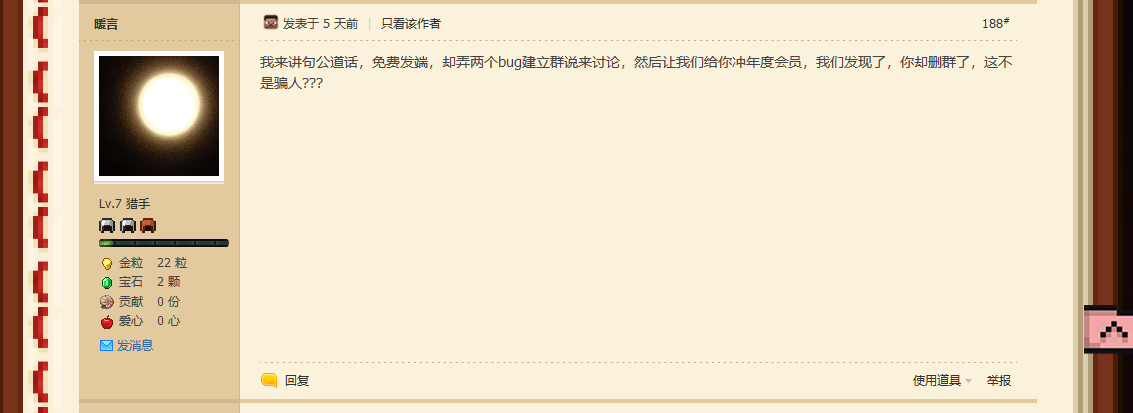 暖言
发表于 5 天前 | 只看该作者
188#
我来讲句公道话，免费发端，却弄两个bug建立群说来讨论，然后让我们给你冲年度会员，我们发现了，你却删群了，这不
是骗人???
Lv.7 猎手
金粒 22 粒
宝石 2 颗
贡献 0 份
爱心 0 心
发消息
回复
使用道具
举报